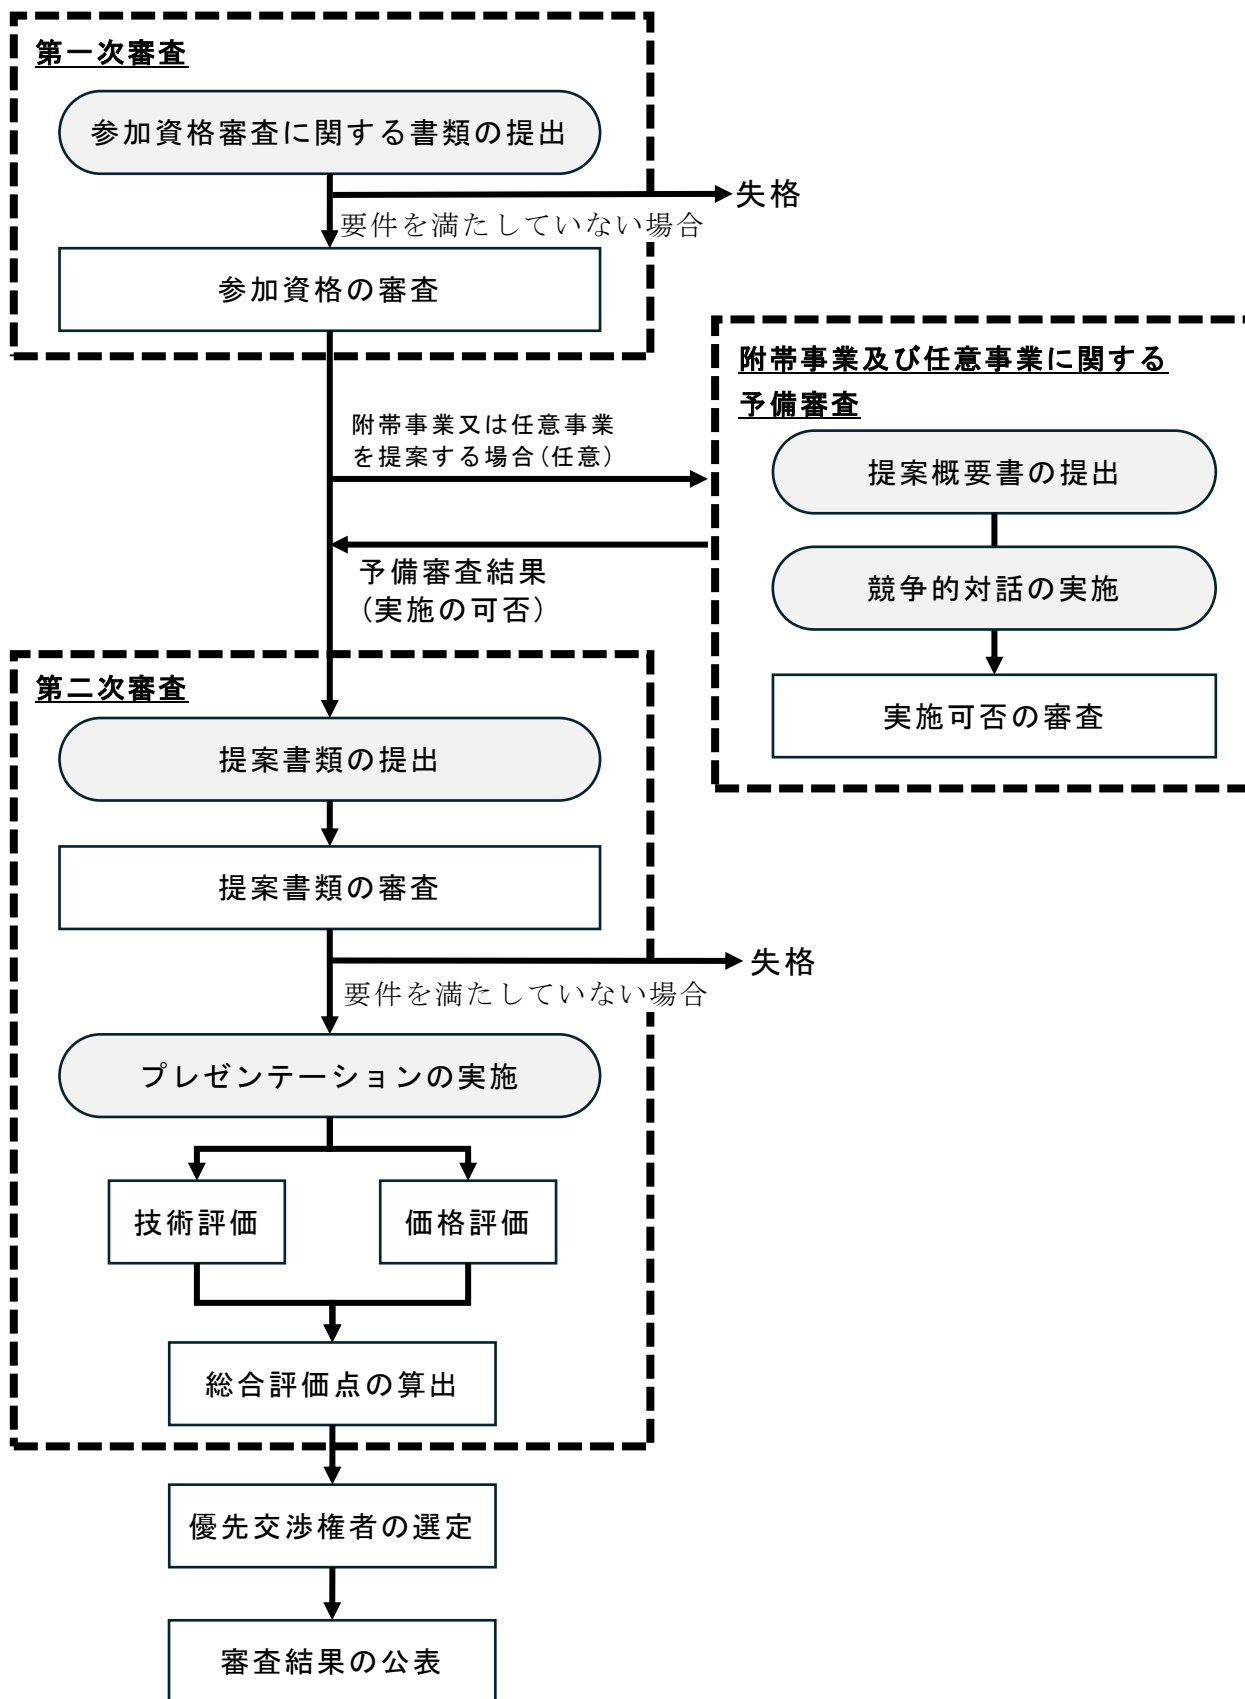 第一次審査
参加資格審査に関する書類の提出
失格
要件を満たしていない場合
参加資格の審査
附帯事業及び任意事業に関する
予備審査
附帯事業又は任意事業
を提案する場合(任意)
提案概要書の提出
予備審査結果
(実施の可否)
競争的対話の実施
実施可否の審査
第二次審査
提案書類の提出
提案書類の審査
失格
要件を満たしていない場合
プレゼンテーションの実施
技術評価
価格評価
総合評価点の算出
優先交渉権者の選定
審査結果の公表